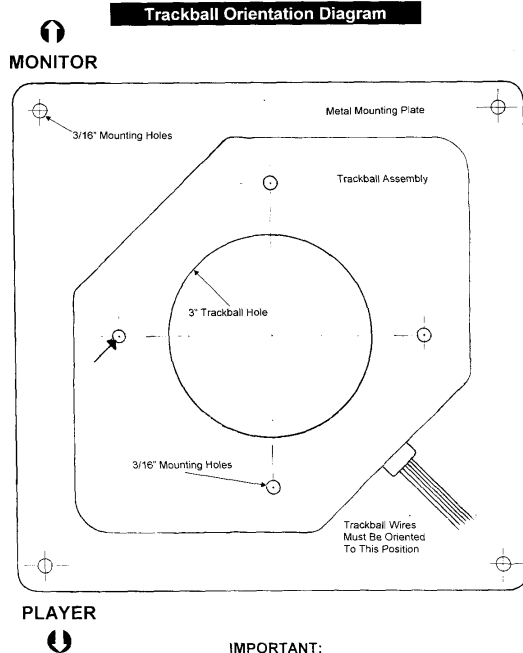 Trackball Orientation Diagram
MONITOR
Metal Mounting Plate
3/16" Mounting Holes
Trackball Assembly
3" Trackball Hole
3/16" Mounting Holes
Trackball Wires
Must Be Oriented
To This Position
PLAYER
IMPORTANT: